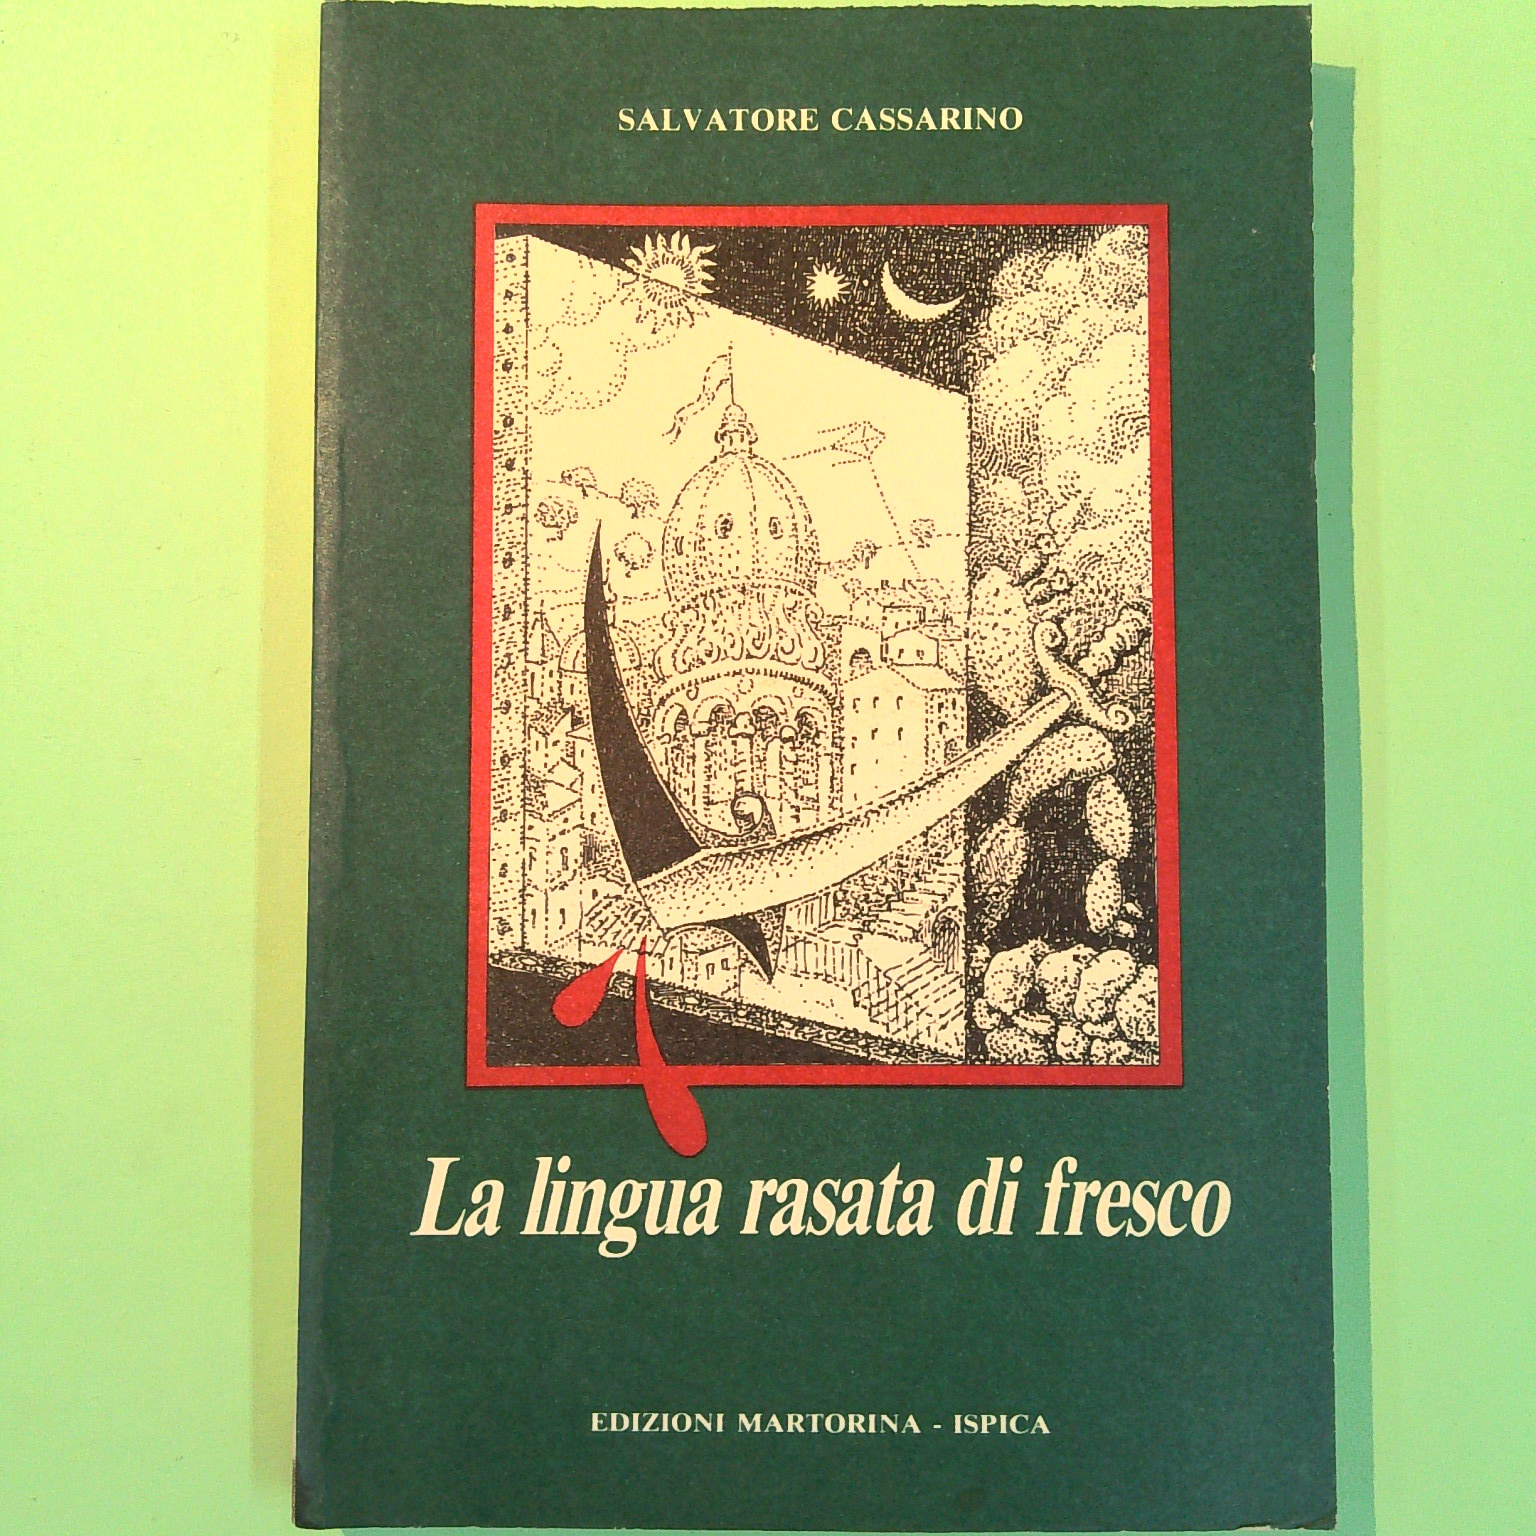 SALVATORE CASSARINO
La lingua rasata di fresco
EDIZIONI MARTORINA - ISPICA